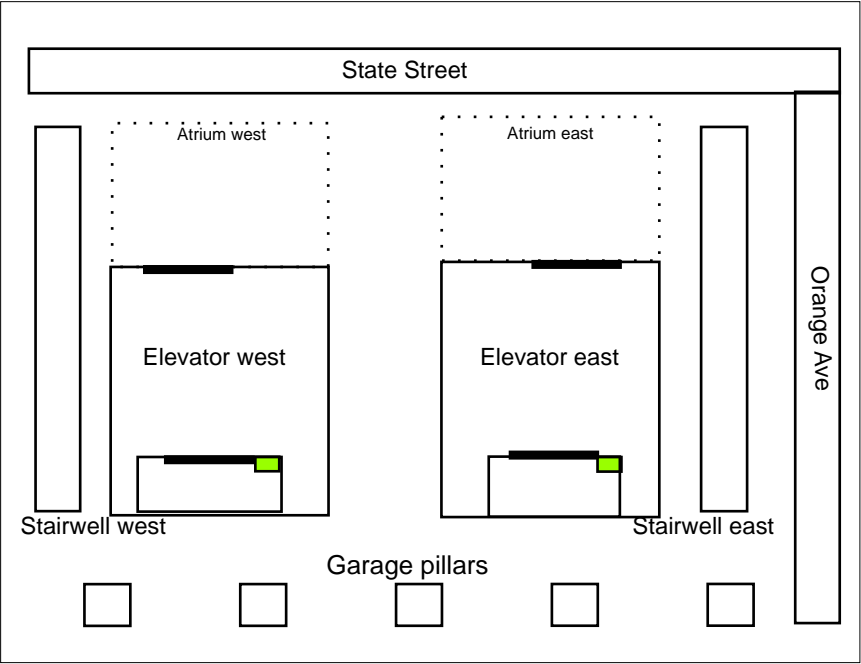 State Street
Atrium west
Atrium east
Orange Ave
Elevator west
Elevator east
Stairwell west
Stairwell east
Garage pillars